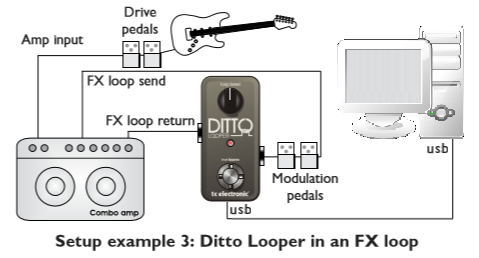 Drive
pedals
Amp input
FX loop send
FX loop return
DITTO
LOOPER
Modulation
pedals
tc electronic
usb
usb
Combo amp
Setup example 3: Ditto Looper in an FX loop